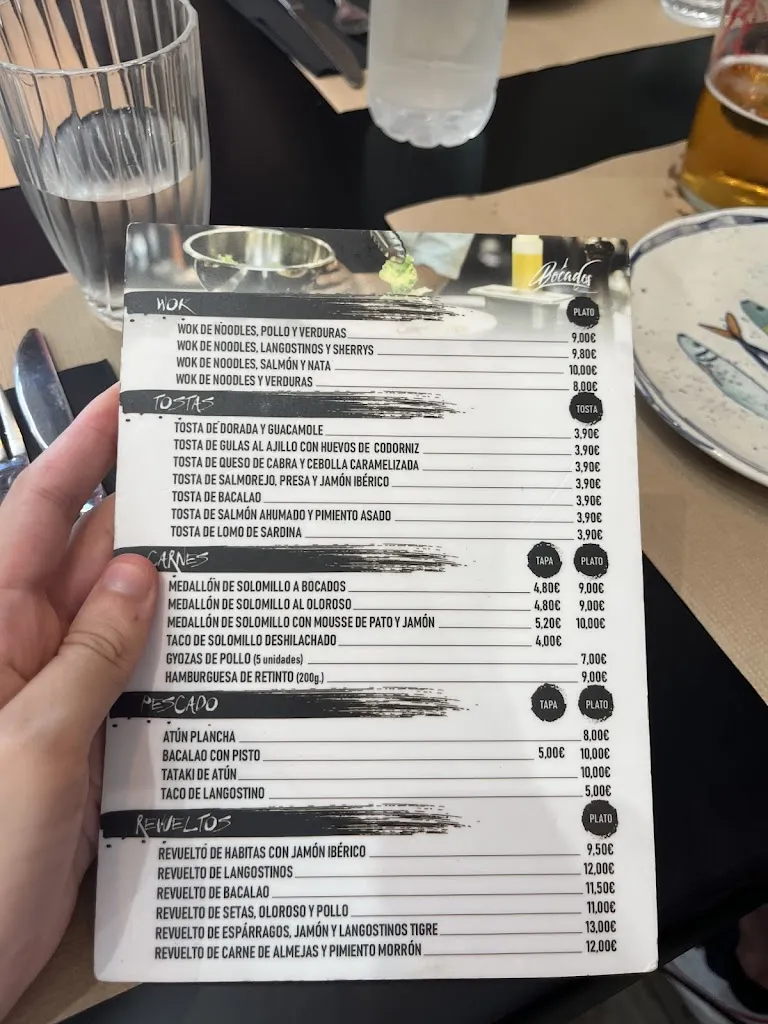 Bocados
WOK PLATO
WOK DE NOODLES, POLLO Y VERDURAS 9,00€
WOK DE NOODLES, LANGOSTINOS Y SHERRYS 9,80€
WOK DE NOODLES, SALMÓN Y NATA 10,00€
WOK DE NOODLES Y VERDURAS 8,00€
TOSTAS TOSTA
TOSTA DE DORADA Y GUACAMOLE 3,90€
TOSTA DE GULAS AL AJILLO CON HUEVOS DE CODORNIZ 3,90€
TOSTA DE QUESO DE CABRA Y CEBOLLA CARAMELIZADA 3,90€
TOSTA DE SALMOREJO, PRESA Y JAMÓN IBÉRICO 3,90€
TOSTA DE BACALAO 3,90€
TOSTA DE SALMÓN AHUMADO Y PIMIENTO ASADO 3,90€
TOSTA DE LOMO DE SARDINA 3,90€
CARNES TAPA PLATO
MEDALLÓN DE SOLOMILLO A BOCADOS 4,80€ 9,00€
MEDALLÓN DE SOLOMILLO AL OLOROSO 4,80€ 9,00€
MEDALLÓN DE SOLOMILLO CON MOUSSE DE PATO Y JAMÓN 5,20€ 10,00€
TACO DE SOLOMILLO DESHILACHADO 4,00€
GYOZAS DE POLLO (5 unidades) 7,00€
HAMBURGUESA DE RETINTO (200g.) 9,00€
PESCADO TAPA PLATO
ATÚN PLANCHA 8,00€
BACALAO CON PISTO 5,00€ 10,00€
TATAKI DE ATÚN 10,00€
TACO DE LANGOSTINO 5,00€
REVUELTOS PLATO
REVUELTO DE HABITAS CON JAMÓN IBÉRICO 9,50€
REVUELTO DE LANGOSTINOS 12,00€
REVUELTO DE BACALAO 11,50€
REVUELTO DE SETAS, OLOROSO Y POLLO 11,00€
REVUELTO DE ESPÁRRAGOS, JAMÓN Y LANGOSTINOS TIGRE 13,00€
REVUELTO DE CARNE DE ALMEJAS Y PIMIENTO MORRÓN 12,00€